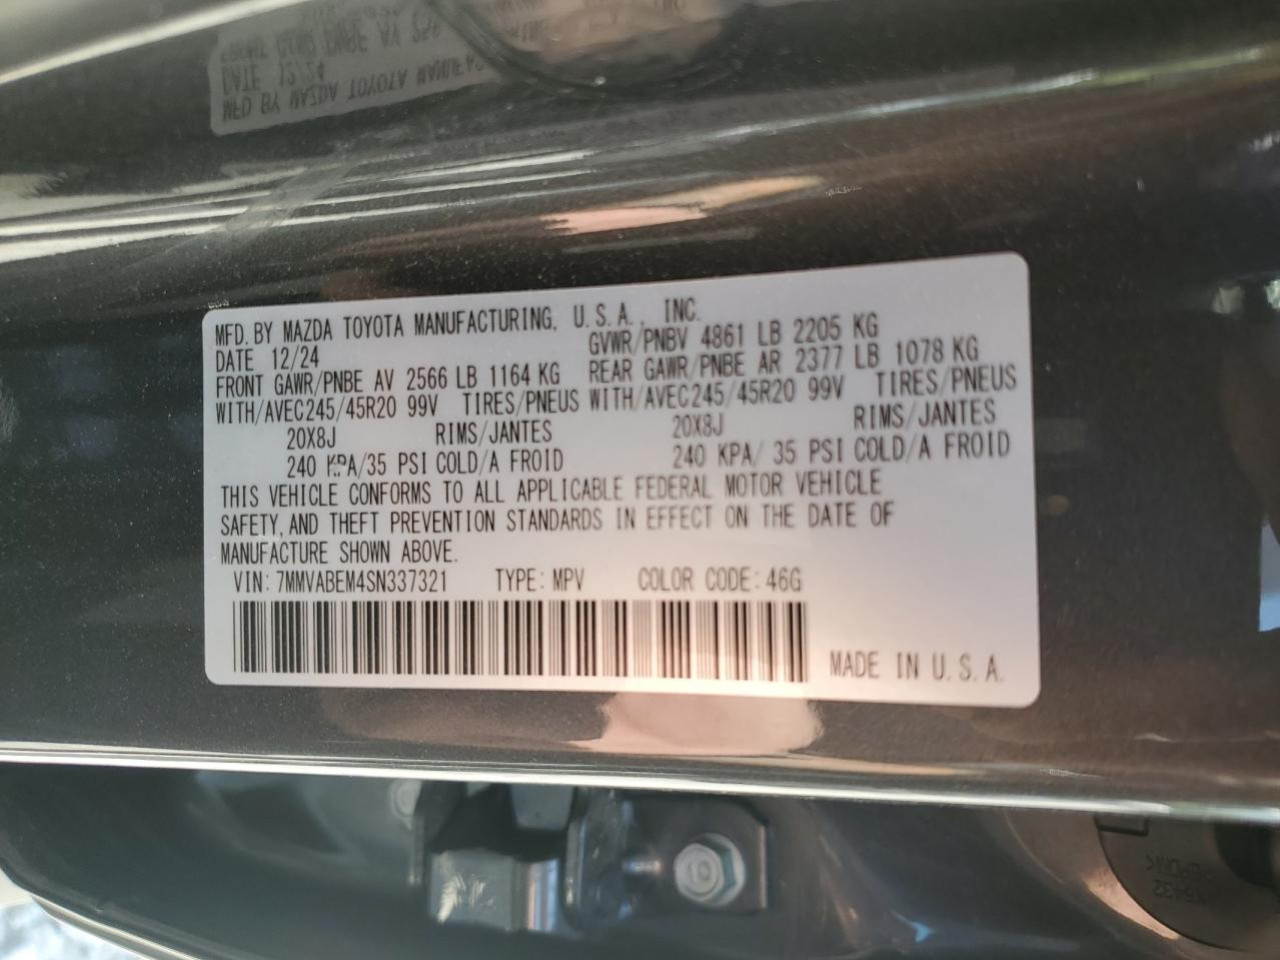 MFD. BY MAZDA TOYOTA MANUFACTURING, U.S.A., INC.
DATE 12/24 GVWR/PNBV 4861 LB 2205 KG
FRONT GAWR/PNBE AV 2566 LB 1164 KG REAR GAWR/PNBE AR 2377 LB 1078 KG
WITH/AVEC245/45R20 99V TIRES/PNEUS WITH/AVEC245/45R20 99V TIRES/PNEUS
20X8J RIMS/JANTES 20X8J RIMS/JANTES
240 KPA/35 PSI COLD/A FROID 240 KPA/ 35 PSI COLD/A FROID
THIS VEHICLE CONFORMS TO ALL APPLICABLE FEDERAL MOTOR VEHICLE
SAFETY, AND THEFT PREVENTION STANDARDS IN EFFECT ON THE DATE OF
MANUFACTURE SHOWN ABOVE.
VIN: 7MMVABEM4SN337321 TYPE: MPV COLOR CODE: 46G
MADE IN U.S.A.